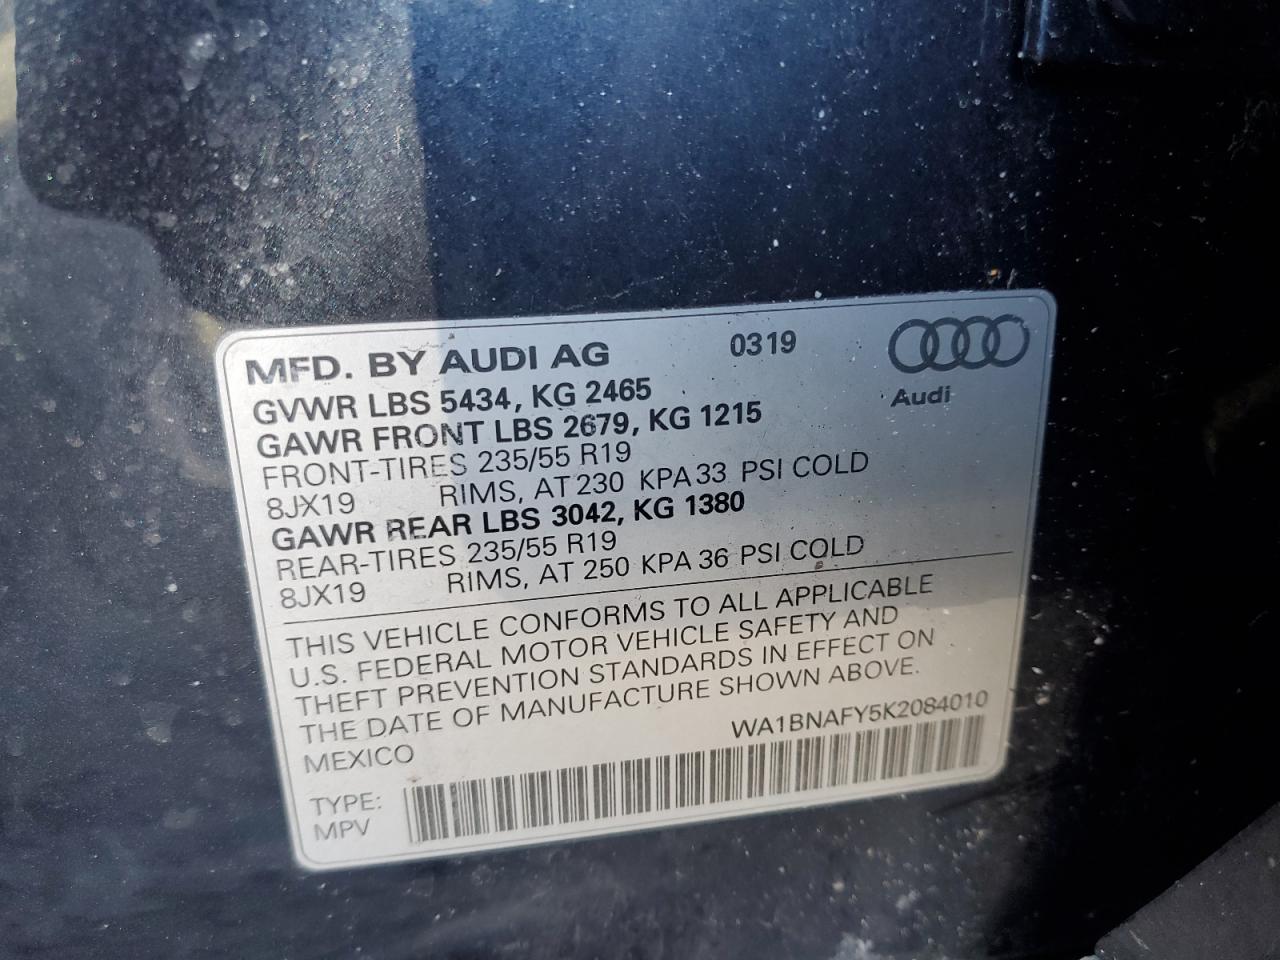 MFD. BY AUDI AG 0319
GVWR LBS 5434, KG 2465
Audi
GAWR FRONT LBS 2679, KG 1215
FRONT-TIRES 235/55 R19
8JX19 RIMS, AT 230 KPA 33 PSI COLD
GAWR REAR LBS 3042, KG 1380
REAR-TIRES 235/55 R19
8JX19 RIMS, AT 250 KPA 36 PSI COLD
THIS VEHICLE CONFORMS TO ALL APPLICABLE
U.S. FEDERAL MOTOR VEHICLE SAFETY AND
THEFT PREVENTION STANDARDS IN EFFECT ON
THE DATE OF MANUFACTURE SHOWN ABOVE.
MEXICO WA1BNAFY5K2084010
TYPE:
MPV